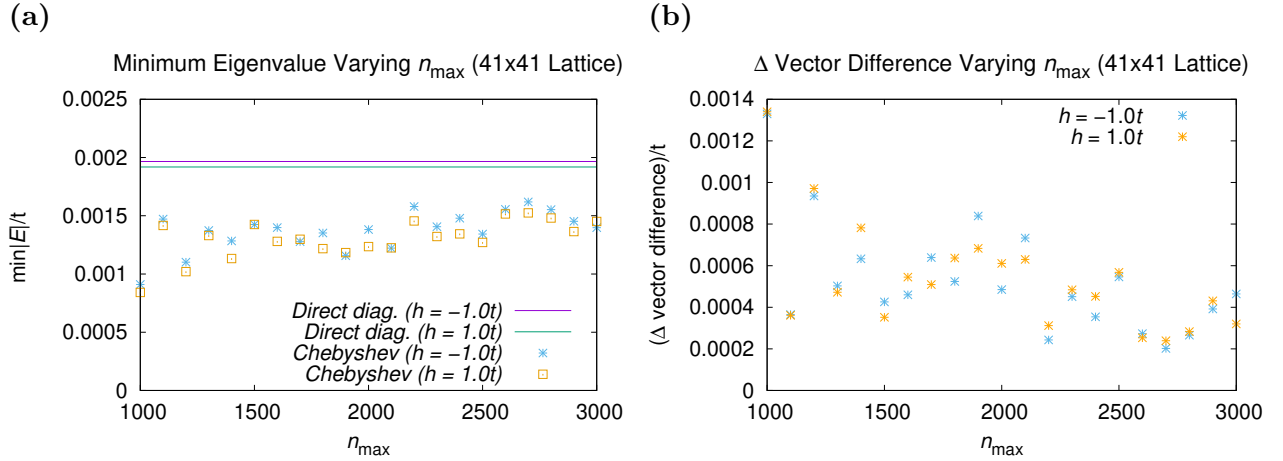 (a)
Minimum Eigenvalue Varying n_max (41x41 Lattice)
0.0025
0.002
0.0015
0.001
0.0005
0
min|E|/t
Direct diag. (h = −1.0t)
Direct diag. (h = 1.0t)
Chebyshev (h = −1.0t)
Chebyshev (h = 1.0t)
1000 1500 2000 2500 3000
n_max
(b)
Δ Vector Difference Varying n_max (41x41 Lattice)
0.0014
0.0012
0.001
0.0008
0.0006
0.0004
0.0002
0
(Δ vector difference)/t
h = −1.0t
h = 1.0t
1000 1500 2000 2500 3000
n_max